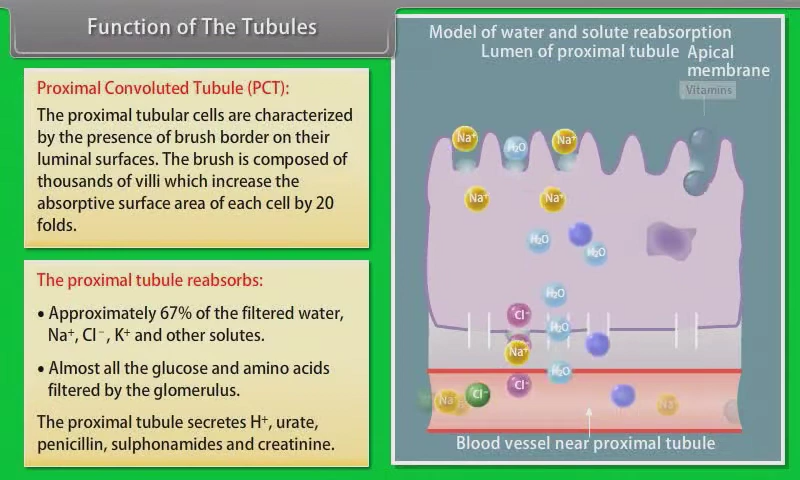 Function of The Tubules
Proximal Convoluted Tubule (PCT):
The proximal tubular cells are characterized
by the presence of brush border on their
luminal surfaces. The brush is composed of
thousands of villi which increase the
absorptive surface area of each cell by 20
folds.
The proximal tubule reabsorbs:
• Approximately 67% of the filtered water,
Na⁺, Cl⁻, K⁺ and other solutes.
• Almost all the glucose and amino acids
filtered by the glomerulus.
The proximal tubule secretes H⁺, urate,
penicillin, sulphonamides and creatinine.
Model of water and solute reabsorption
Lumen of proximal tubule
Apical
membrane
Vitamins
Na⁺
H₂O
Na⁺
Na⁺
Na⁺
H₂O
H₂O
H₂O
Cl⁻
H₂O
Na⁺
H₂O
Cl⁻
Na⁺
Cl⁻
Na⁺
Blood vessel near proximal tubule